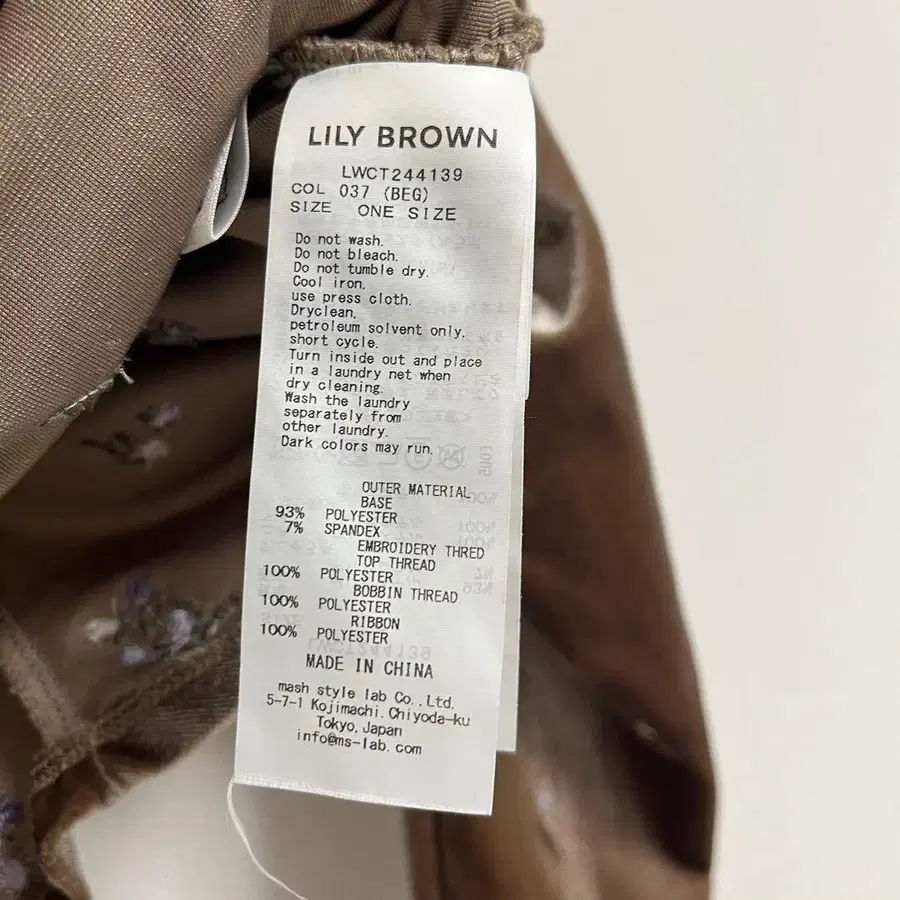 LILY BROWN
LWCT244139
COL 037 (BEG)
SIZE ONE SIZE
Do not wash.
Do not bleach.
Do not tumble dry.
Cool iron.
use press cloth.
Dryclean,
petroleum solvent only,
short cycle.
Turn inside out and place
in a laundry net when
dry cleaning.
Wash the laundry
separately from
other laundry.
Dark colors may run.
OUTER MATERIAL
BASE
93% POLYESTER
7% SPANDEX
EMBROIDERY THRED
TOP THREAD
100% POLYESTER
BOBBIN THREAD
100% POLYESTER
RIBBON
100% POLYESTER
MADE IN CHINA
mash style lab Co.,Ltd.
5-7-1 Kojimachi, Chiyoda-ku
Tokyo, Japan
info@ms-lab.com